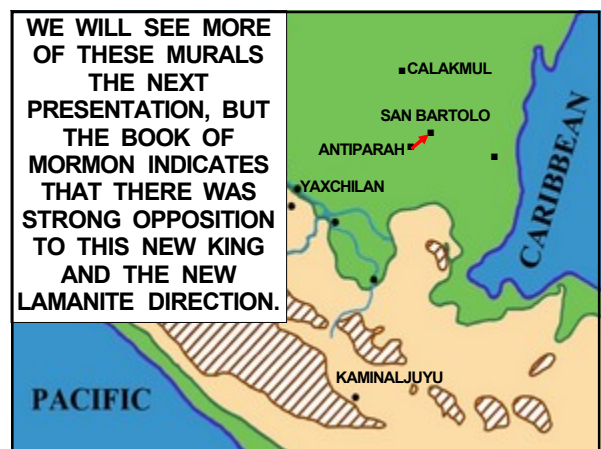 WE WILL SEE MORE
OF THESE MURALS
THE NEXT
PRESENTATION, BUT
THE BOOK OF
MORMON INDICATES
THAT THERE WAS
STRONG OPPOSITION
TO THIS NEW KING
AND THE NEW
LAMANITE DIRECTION.
CALAKMUL
SAN BARTOLO
ANTIPARAH
YAXCHILAN
CARIBBEAN
KAMINALJUYU
PACIFIC